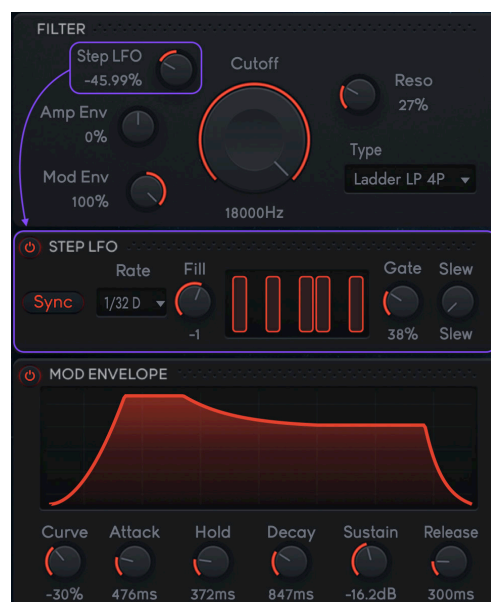 FILTER
Step LFO
-45.99%
Cutoff
Reso
27%
Amp Env
0%
Type
Ladder LP 4P
Mod Env
100%
18000Hz
STEP LFO
Rate
Fill
Gate
Slew
Sync
1/32 D
-1
38%
Slew
MOD ENVELOPE
Curve
Attack
Hold
Decay
Sustain
Release
-30%
476ms
372ms
847ms
-16.2dB
300ms